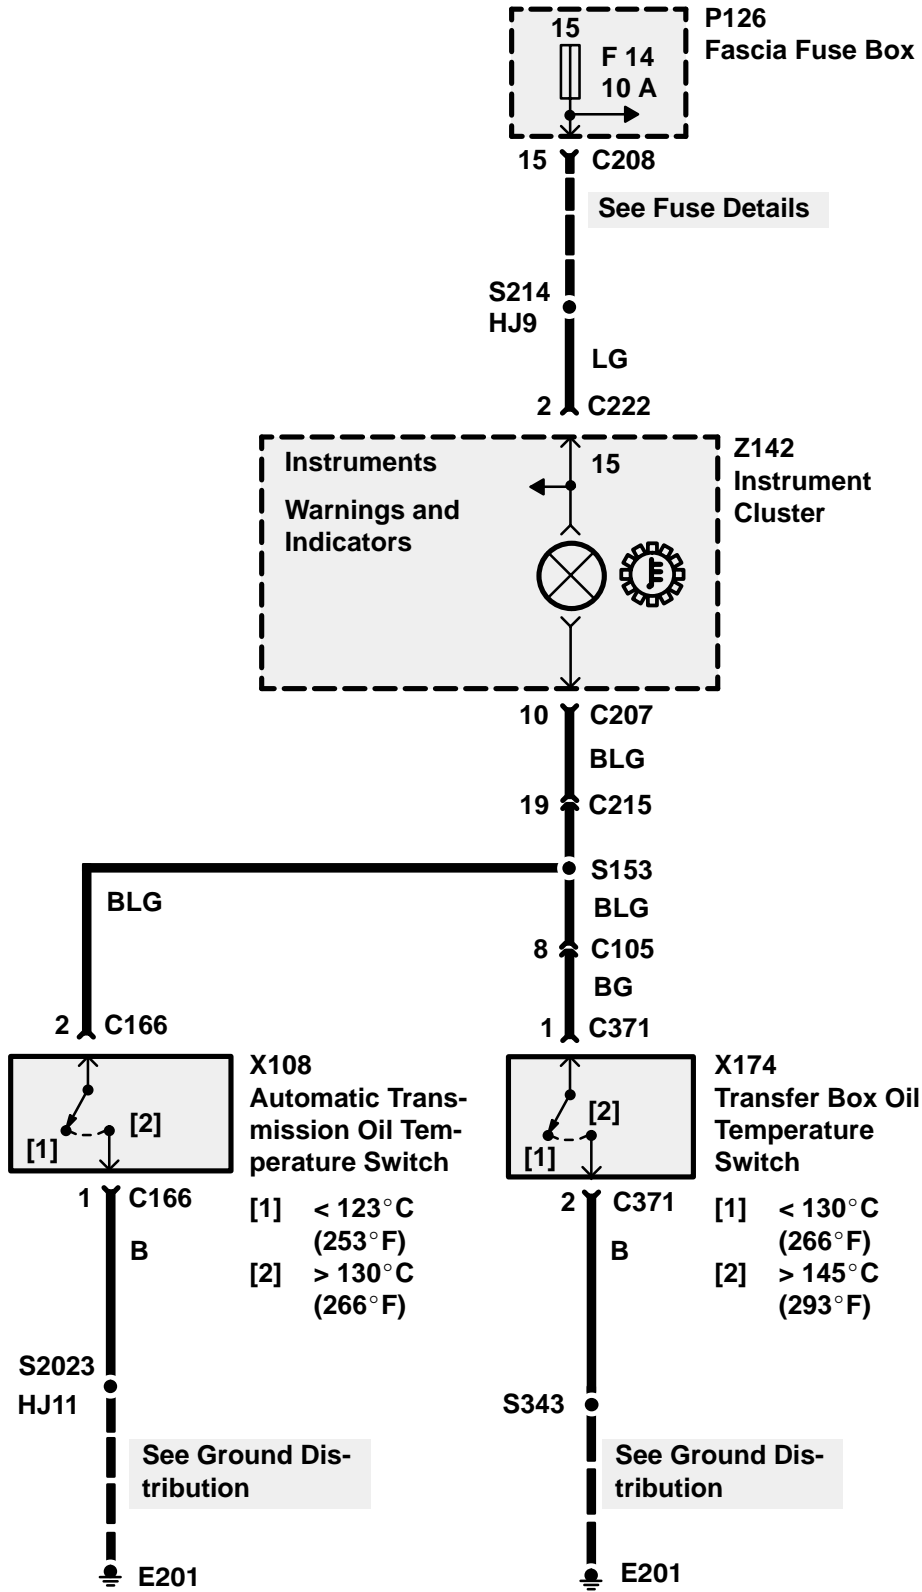 P126
Fascia Fuse Box
15
F 14
10 A
15 C208
See Fuse Details
S214
HJ9
LG
2 C222
Z142
Instrument
Cluster
Instruments
15
Warnings and
Indicators
10 C207
BLG
19 C215
S153
BLG
BLG
8 C105
BG
2 C166
1 C371
X108
Automatic Trans-
mission Oil Tem-
perature Switch
[1] < 123°C
(253°F)
[2] > 130°C
(266°F)
[1]
[2]
X174
Transfer Box Oil
Temperature
Switch
[1] < 130°C
(266°F)
[2] > 145°C
(293°F)
[1]
[2]
1 C166
B
2 C371
B
S2023
HJ11
S343
See Ground Dis-
tribution
See Ground Dis-
tribution
E201
E201